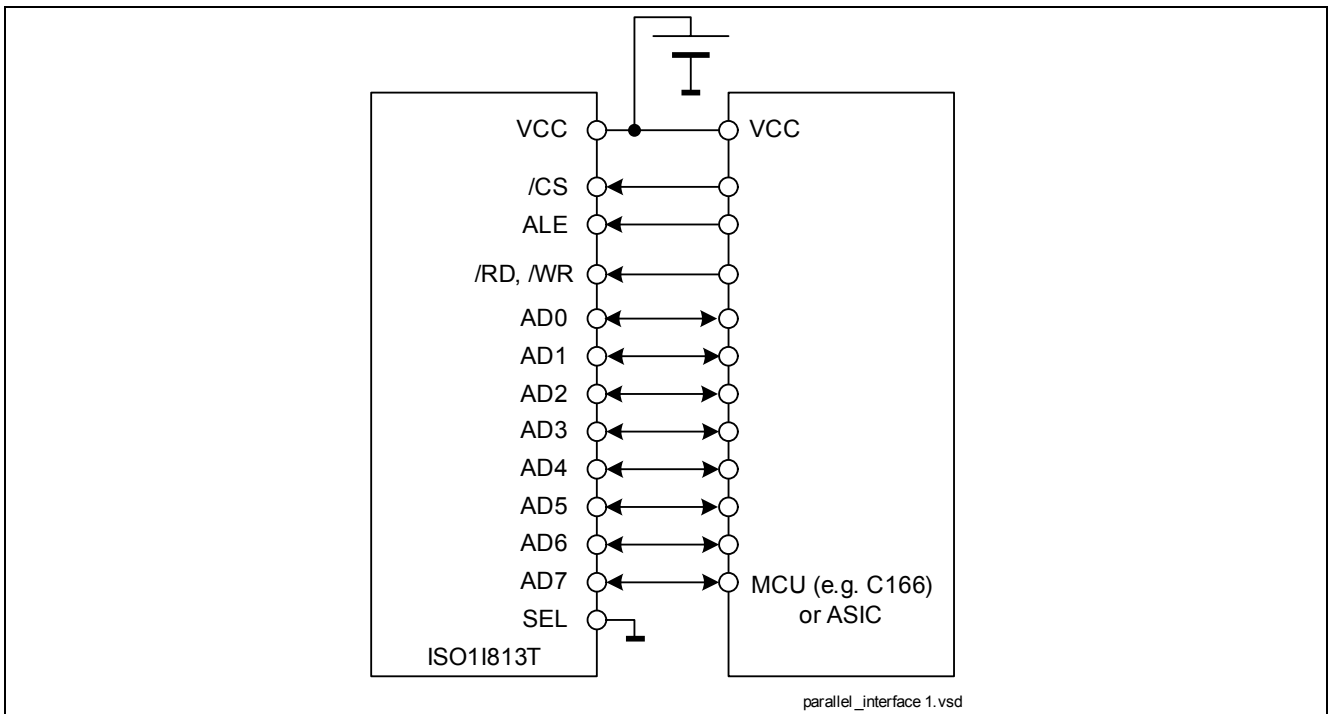 VCC VCC
/CS
ALE
/RD, /WR
AD0
AD1
AD2
AD3
AD4
AD5
AD6
AD7 MCU (e.g. C166)
or ASIC
SEL
ISO1I813T
parallel_interface 1.vsd